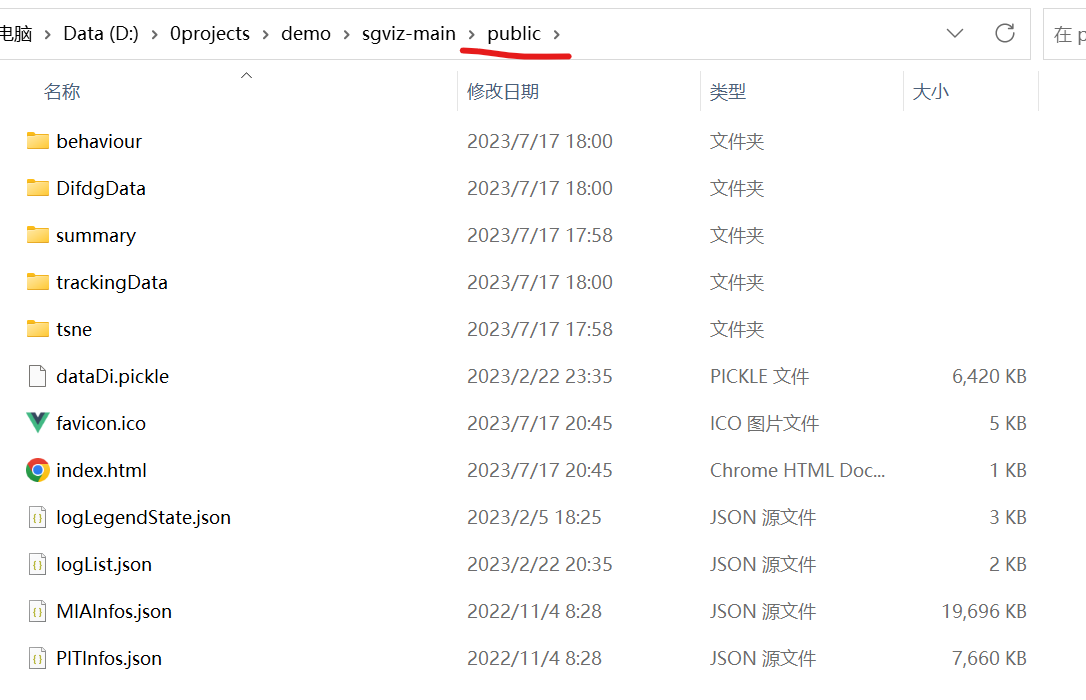 电脑 > Data (D:) > 0projects > demo > sgviz-main > public >
在 p
名称 修改日期 类型 大小
behaviour 2023/7/17 18:00 文件夹
DifdgData 2023/7/17 18:00 文件夹
summary 2023/7/17 17:58 文件夹
trackingData 2023/7/17 18:00 文件夹
tsne 2023/7/17 17:58 文件夹
dataDi.pickle 2023/2/22 23:35 PICKLE 文件 6,420 KB
favicon.ico 2023/7/17 20:45 ICO 图片文件 5 KB
index.html 2023/7/17 20:45 Chrome HTML Doc... 1 KB
logLegendState.json 2023/2/5 18:25 JSON 源文件 3 KB
logList.json 2023/2/22 20:35 JSON 源文件 2 KB
MIAInfos.json 2022/11/4 8:28 JSON 源文件 19,696 KB
PITInfos.json 2022/11/4 8:28 JSON 源文件 7,660 KB